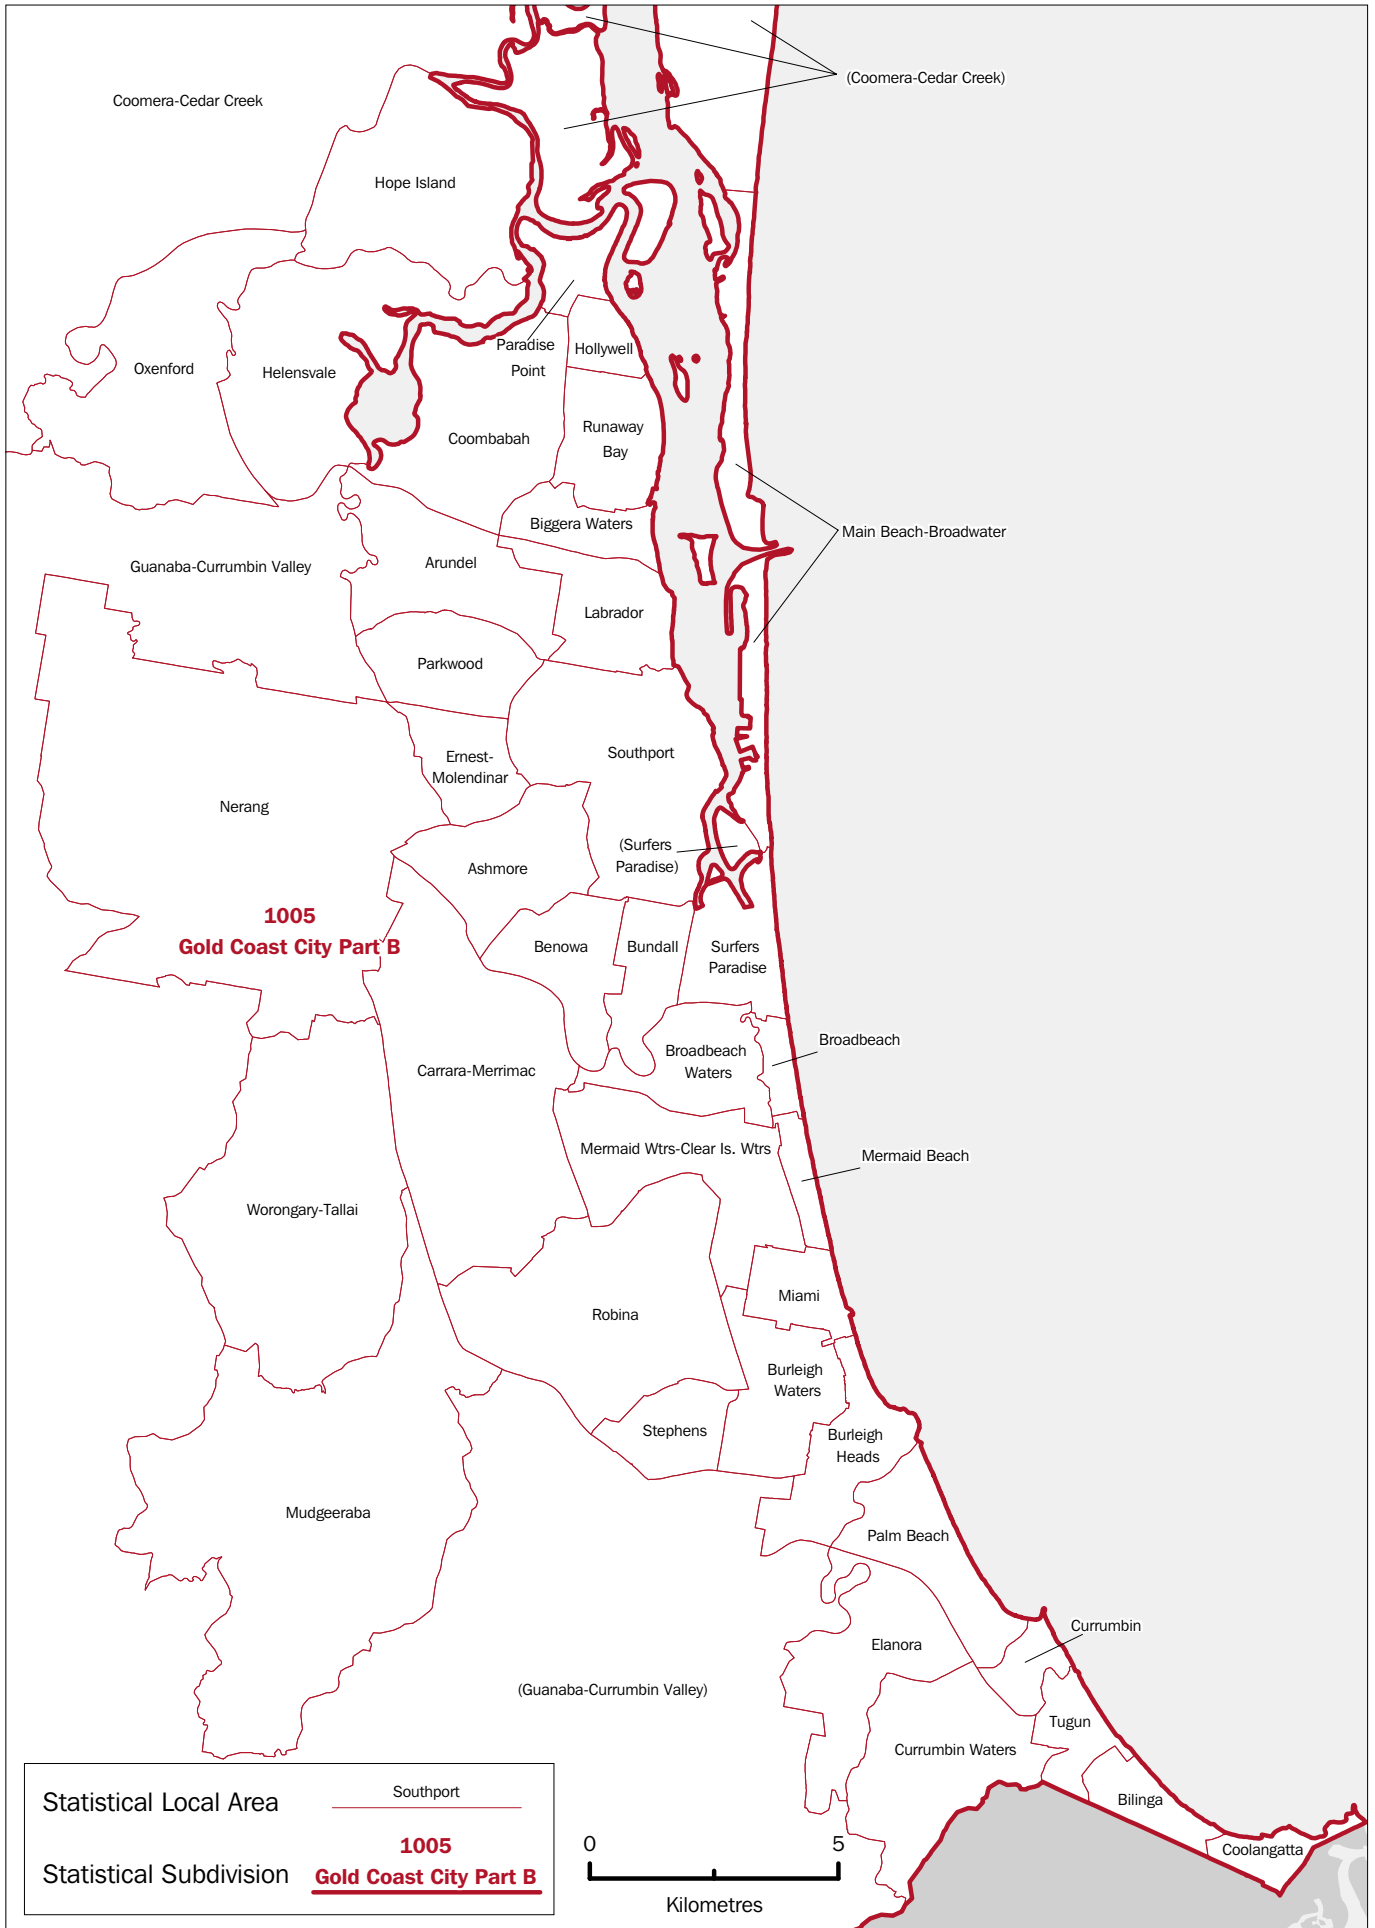 (Coomera-Cedar Creek)
Coomera-Cedar Creek
Hope Island
Paradise
Point
Hollywell
Oxenford
Helensvale
Coombabah
Runaway
Bay
Biggera Waters
Main Beach-Broadwater
Guanaba-Currumbin Valley
Arundel
Labrador
Parkwood
Southport
Ernest-
Molendinar
Nerang
(Surfers
Paradise)
Ashmore
1005
Gold Coast City Part B
Benowa
Bundall
Surfers
Paradise
Broadbeach
Broadbeach
Waters
Carrara-Merrimac
Mermaid Wtrs-Clear Is. Wtrs
Mermaid Beach
Worongary-Tallai
Miami
Robina
Burleigh
Waters
Stephens
Burleigh
Heads
Mudgeeraba
Palm Beach
Currumbin
Elanora
(Guanaba-Currumbin Valley)
Tugun
Currumbin Waters
Bilinga
Coolangatta
Statistical Local Area
Southport
Statistical Subdivision
1005
Gold Coast City Part B
0
5
Kilometres